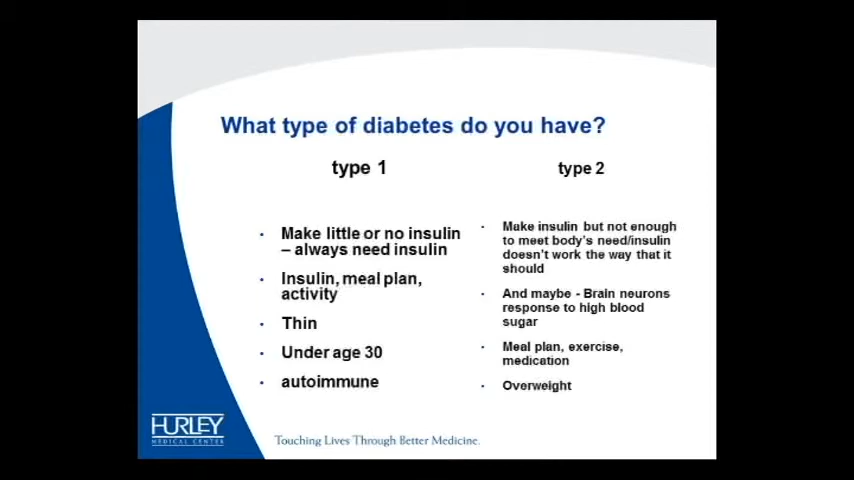 What type of diabetes do you have?
type 1
Make little or no insulin
– always need insulin
Insulin, meal plan,
activity
Thin
Under age 30
autoimmune
type 2
Make insulin but not enough
to meet body's need/insulin
doesn't work the way that it
should
And maybe - Brain neurons
response to high blood
sugar
Meal plan, exercise,
medication
Overweight
HURLEY
MEDICAL CENTER
Touching Lives Through Better Medicine.